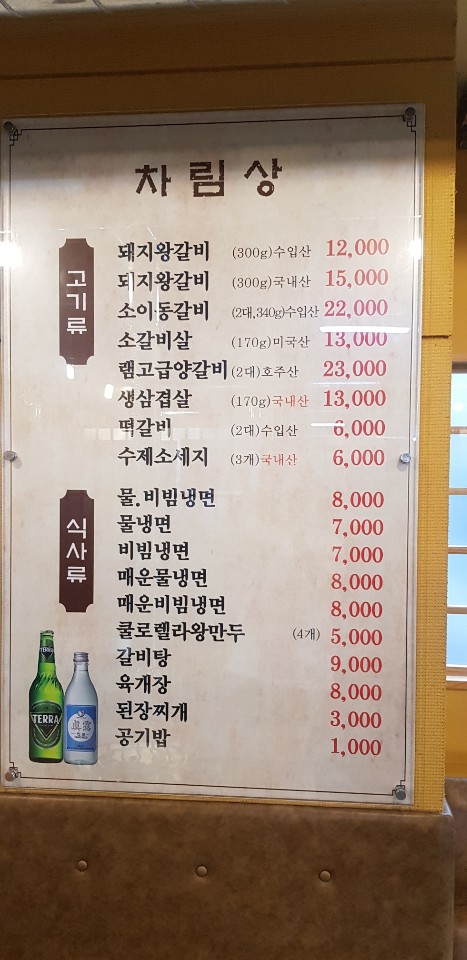 차림상
고기류
돼지왕갈비 (300g)수입산 12,000
돼지왕갈비 (300g)국내산 15,000
소이동갈비 (2대,340g)수입산 22,000
소갈비살 (170g)미국산 13,000
램고급양갈비 (2대)호주산 23,000
생삼겹살 (170g)국내산 13,000
떡갈비 (2대)수입산 6,000
수제소세지 (3개)국내산 6,000
식사류
물.비빔냉면 8,000
물냉면 7,000
비빔냉면 7,000
매운물냉면 8,000
매운비빔냉면 8,000
쿨로렐라왕만두 (4개) 5,000
갈비탕 9,000
육개장 8,000
된장찌개 3,000
공기밥 1,000
TERRA
TERRA
眞露